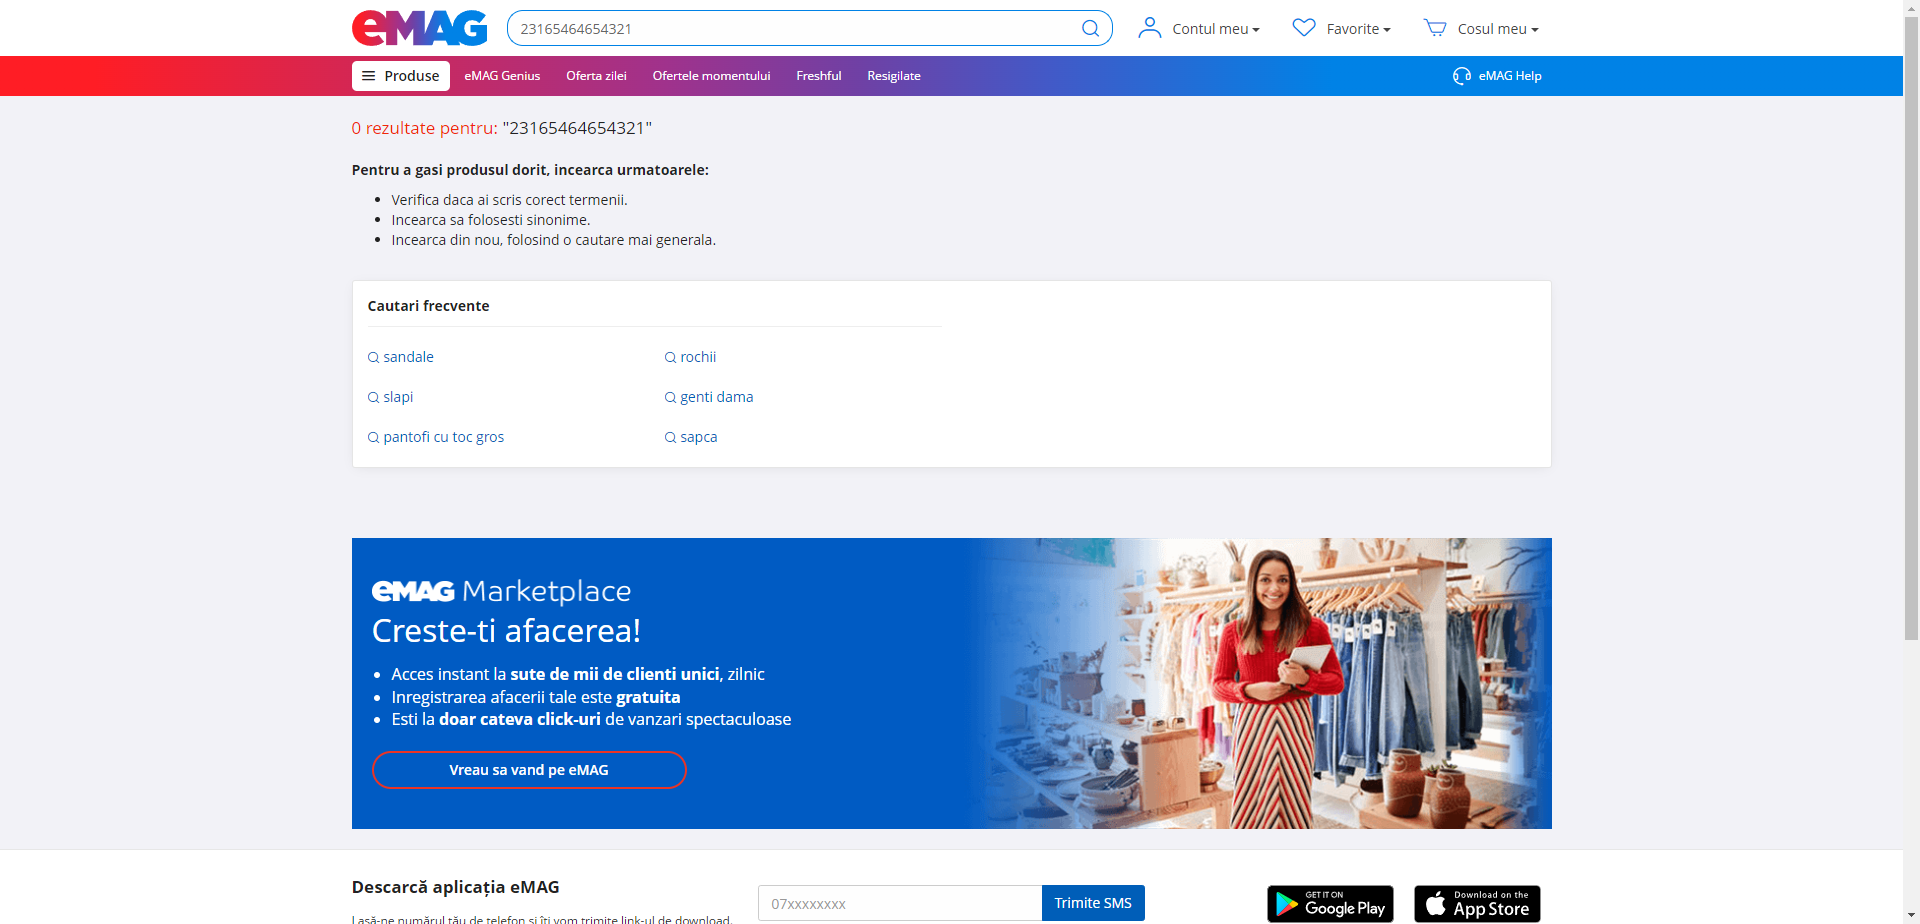 eMAG
23165464654321
Contul meu
Favorite
Cosul meu
Produse
eMAG Genius
Oferta zilei
Ofertele momentului
Freshful
Resigilate
eMAG Help
0 rezultate pentru: "23165464654321"
Pentru a gasi produsul dorit, incearca urmatoarele:
Verifica daca ai scris corect termenii.
Incearca sa folosesti sinonime.
Incearca din nou, folosind o cautare mai generala.
Cautari frecvente
sandale
rochii
slapi
genti dama
pantofi cu toc gros
sapca
eMAG Marketplace
Creste-ti afacerea!
Acces instant la sute de mii de clienti unici, zilnic
Inregistrarea afacerii tale este gratuita
Esti la doar cateva click-uri de vanzari spectaculoase
Vreau sa vand pe eMAG
Descarcă aplicația eMAG
Lasă-ne numărul tău de telefon și îți vom trimite link-ul de download.
07xxxxxxxx
Trimite SMS
GET IT ON
Google Play
Download on the
App Store